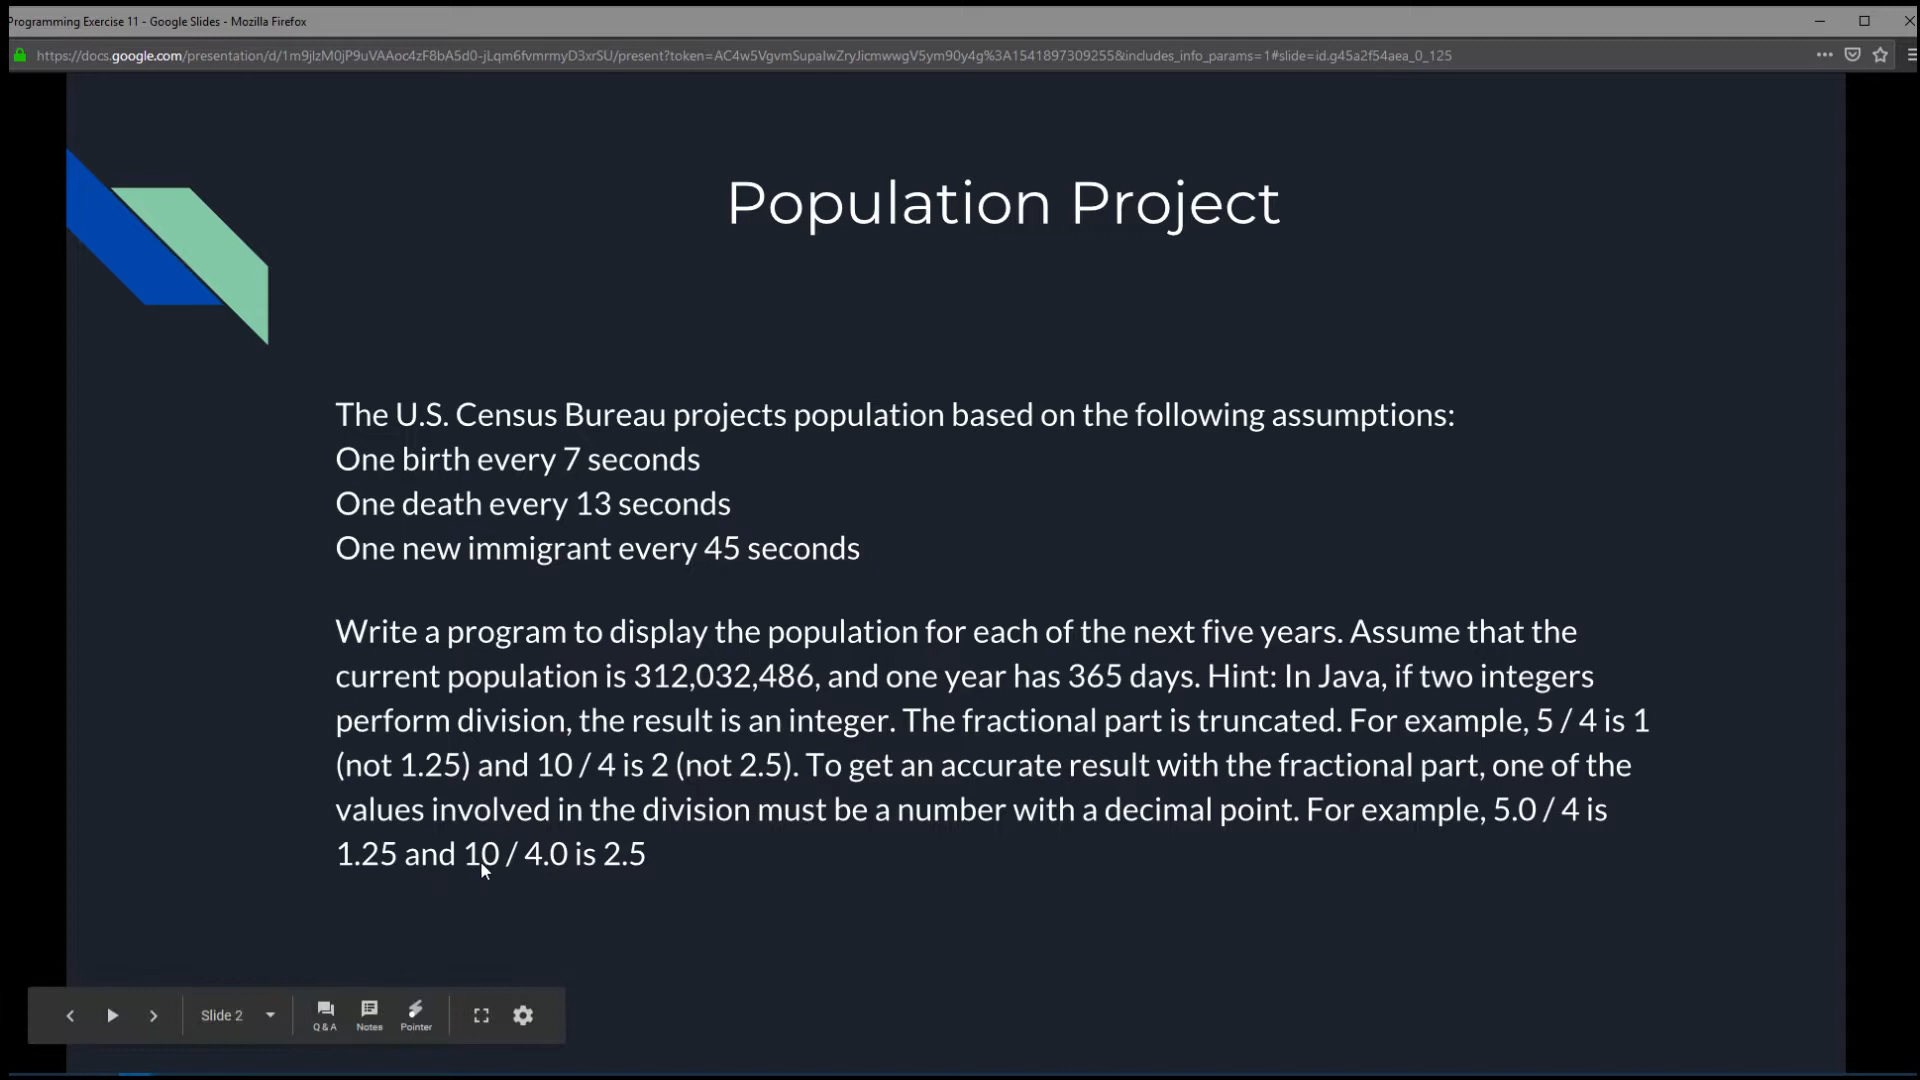 Programming Exercise 11 - Google Slides - Mozilla Firefox
https://docs.google.com/presentation/d/1m9jlzM0jP9uVAAoc4zF8bA5d0-jLqm6fvmrmyD3xrSU/present?token=AC4w5VgvmSupaIwZryJicmwwgV5ym90y4g%3A1541897309255&includes_info_params=1#slide=id.g45a2f54aea_0_125
Population Project
The U.S. Census Bureau projects population based on the following assumptions:
One birth every 7 seconds
One death every 13 seconds
One new immigrant every 45 seconds
Write a program to display the population for each of the next five years. Assume that the
current population is 312,032,486, and one year has 365 days. Hint: In Java, if two integers
perform division, the result is an integer. The fractional part is truncated. For example, 5 / 4 is 1
(not 1.25) and 10 / 4 is 2 (not 2.5). To get an accurate result with the fractional part, one of the
values involved in the division must be a number with a decimal point. For example, 5.0 / 4 is
1.25 and 10 / 4.0 is 2.5
Slide 2
Q & A
Notes
Pointer